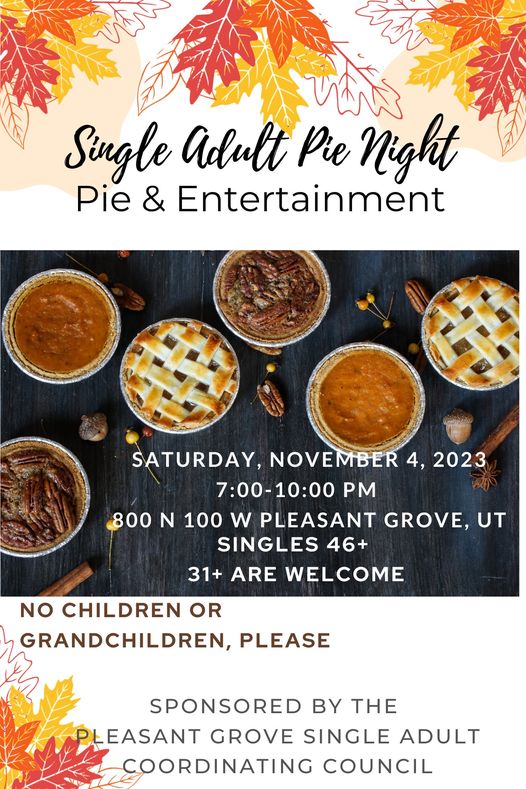 Single Adult Pie Night
Pie & Entertainment
SATURDAY, NOVEMBER 4, 2023
7:00-10:00 PM
800 N 100 W PLEASANT GROVE, UT
SINGLES 46+
31+ ARE WELCOME
NO CHILDREN OR
GRANDCHILDREN, PLEASE
SPONSORED BY THE
PLEASANT GROVE SINGLE ADULT
COORDINATING COUNCIL